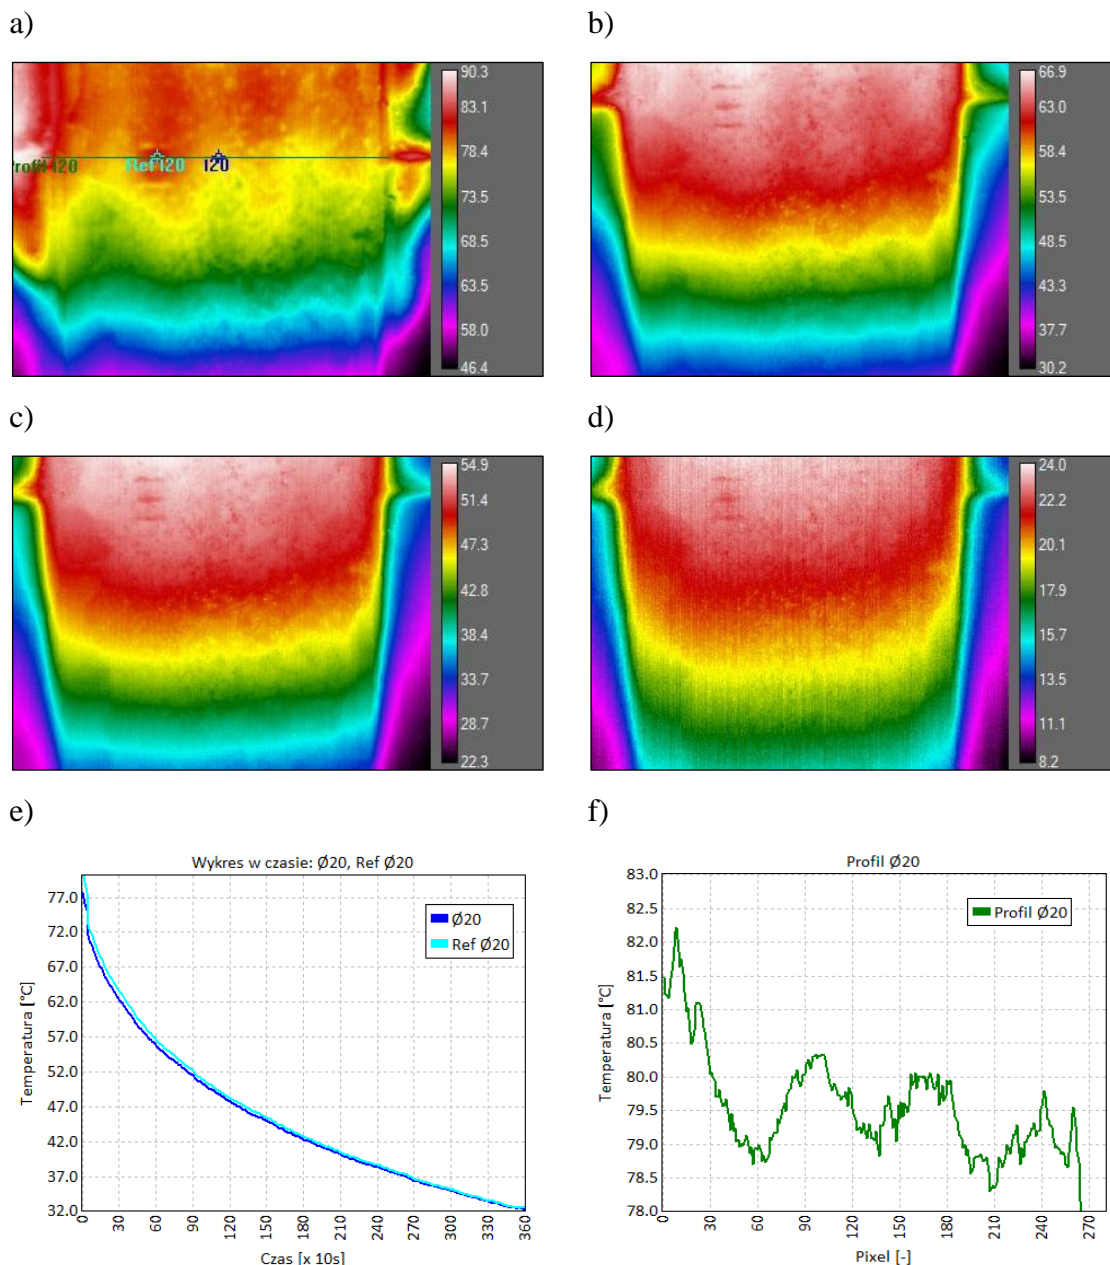 a)
b)
90.3
83.1
78.4
73.5
68.5
63.5
58.0
46.4
Profil I20
Ref I20
I20
66.9
63.0
58.4
53.6
48.5
43.3
37.7
30.2
c)
d)
54.9
51.4
47.3
42.8
38.4
33.7
28.7
22.3
24.0
22.2
20.1
17.9
15.7
13.5
11.1
8.2
e)
f)
Wykres w czasie: Ø20, Ref Ø20
Temperatura [°C]
77.0
72.0
67.0
62.0
57.0
52.0
47.0
42.0
37.0
32.0
Ø20
Ref Ø20
0 30 60 90 120 150 180 210 240 270 300 330 360
Czas [x 10s]
Profil Ø20
Temperatura [°C]
83.0
82.5
82.0
81.5
81.0
80.5
80.0
79.5
79.0
78.5
78.0
Profil Ø20
0 30 60 90 120 150 180 210 240 270
Pixel [-]